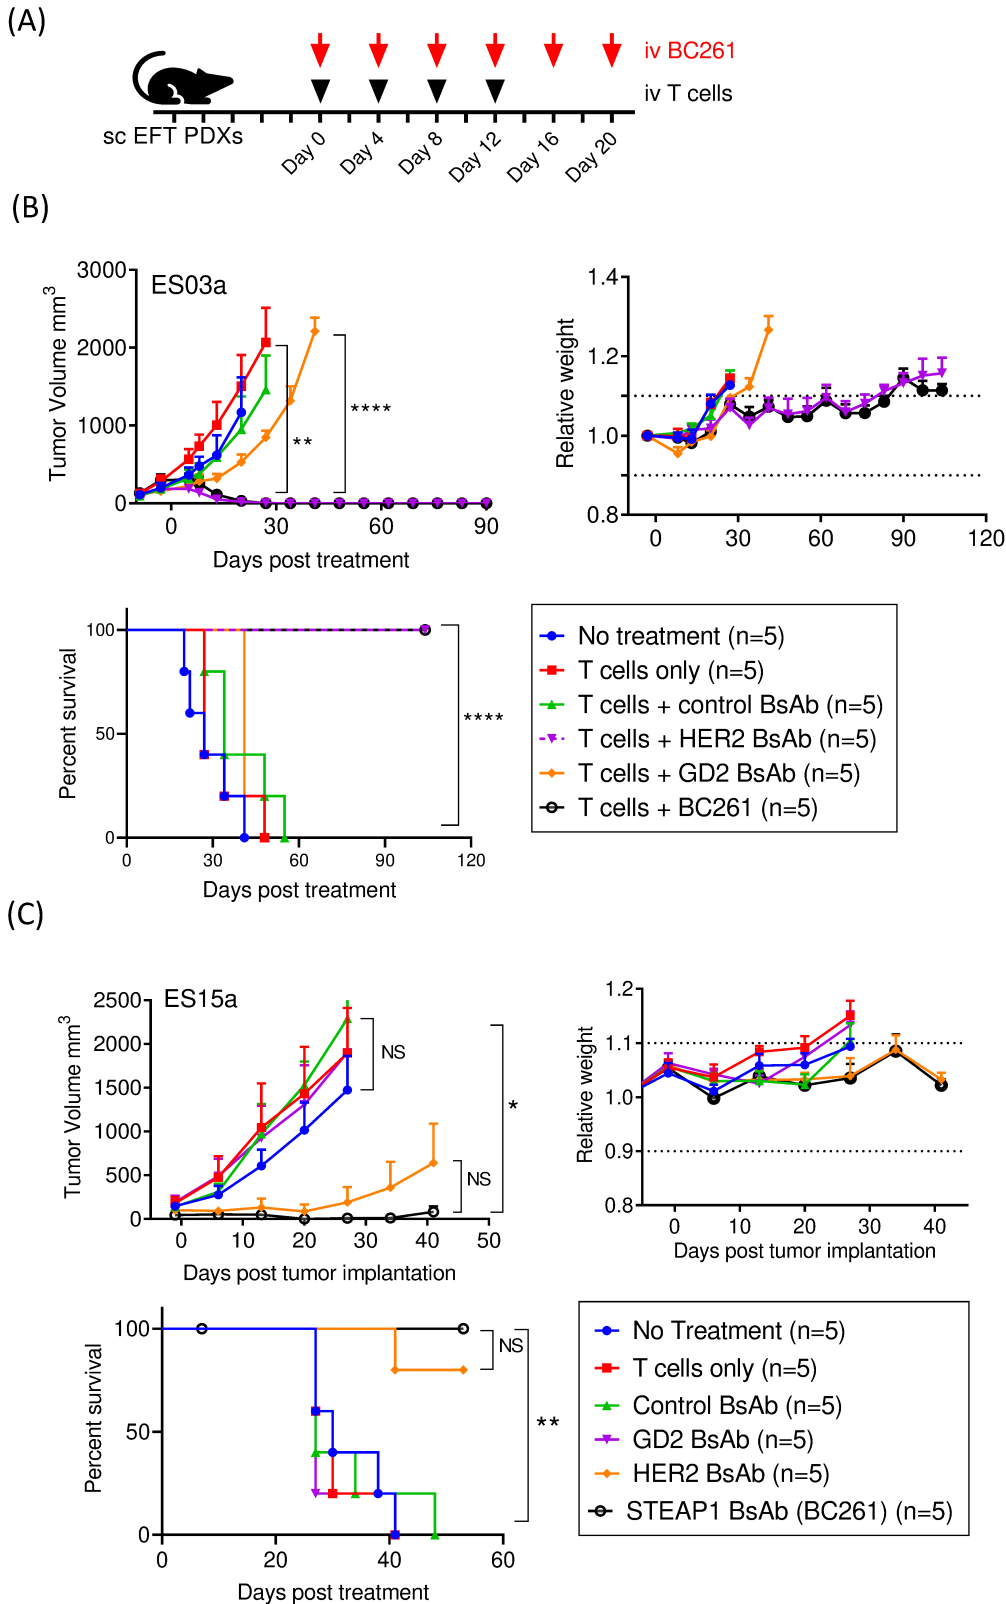 (A)
iv BC261
iv T cells
sc EFT PDXs
Day 0
Day 4
Day 8
Day 12
Day 16
Day 20
(B)
ES03a
Tumor Volume mm3
3000
2000
1000
0
0 30 60 90
Days post treatment
****
**
Relative weight
1.4
1.2
1.0
0.8
0 30 60 90 120
Percent survival
100
50
0
0 30 60 90 120
Days post treatment
****
No treatment (n=5)
T cells only (n=5)
T cells + control BsAb (n=5)
T cells + HER2 BsAb (n=5)
T cells + GD2 BsAb (n=5)
T cells + BC261 (n=5)
(C)
ES15a
Tumor Volume mm3
2500
2000
1500
1000
500
0
0 10 20 30 40 50
Days post tumor implantation
NS
NS
*
Relative weight
1.2
1.1
1.0
0.9
0.8
0 10 20 30 40
Days post tumor implantation
Percent survival
100
50
0
0 20 40 60
Days post treatment
NS
**
No Treatment (n=5)
T cells only (n=5)
Control BsAb (n=5)
GD2 BsAb (n=5)
HER2 BsAb (n=5)
STEAP1 BsAb (BC261) (n=5)